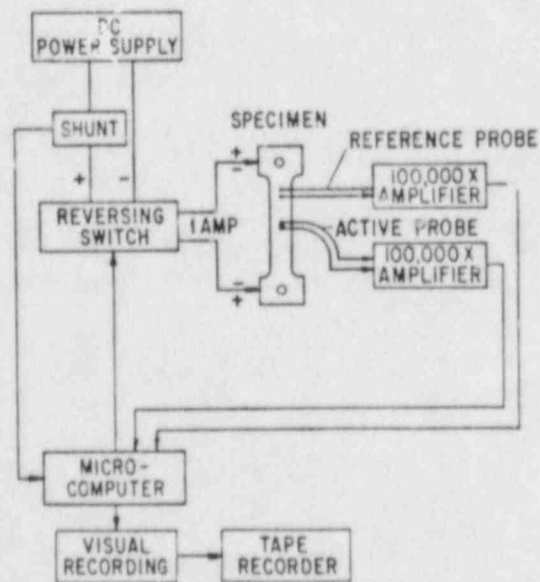 DC
POWER SUPPLY
SHUNT
SPECIMEN
REFERENCE PROBE
100,000 X
AMPLIFIER
+ -
+
-
REVERSING
SWITCH
1 AMP
ACTIVE PROBE
100,000 X
AMPLIFIER
-
+
MICRO-
COMPUTER
VISUAL
RECORDING
TAPE
RECORDER